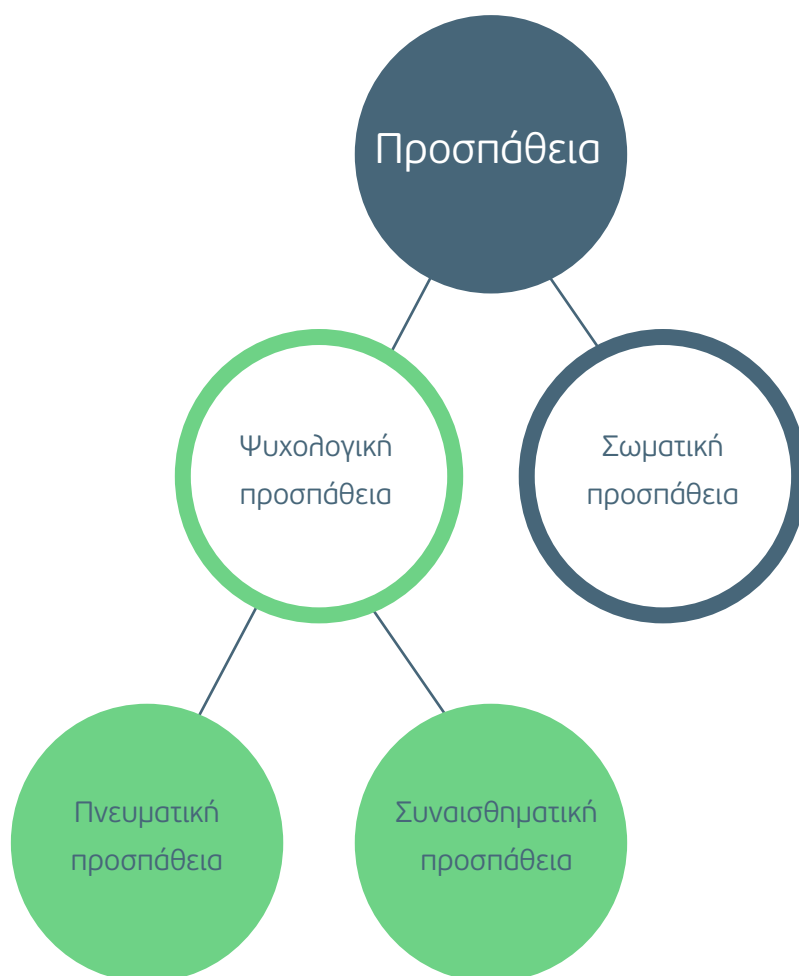 Προσπάθεια
Ψυχολογική
προσπάθεια
Σωματική
προσπάθεια
Πνευματική
προσπάθεια
Συναισθηματική
προσπάθεια